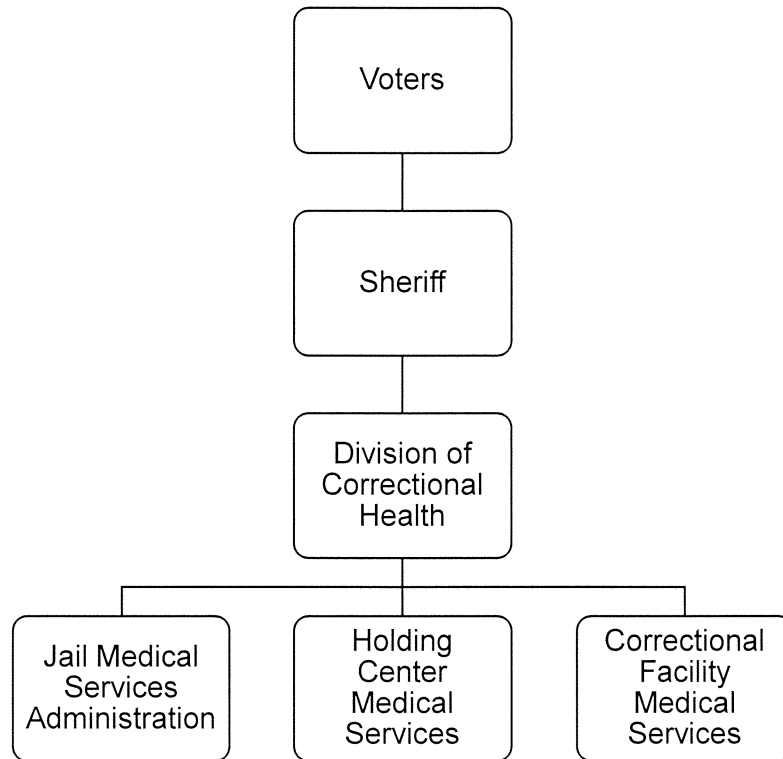 Voters
Sheriff
Division of
Correctional
Health
Jail Medical
Services
Administration
Holding
Center
Medical
Services
Correctional
Facility
Medical
Services